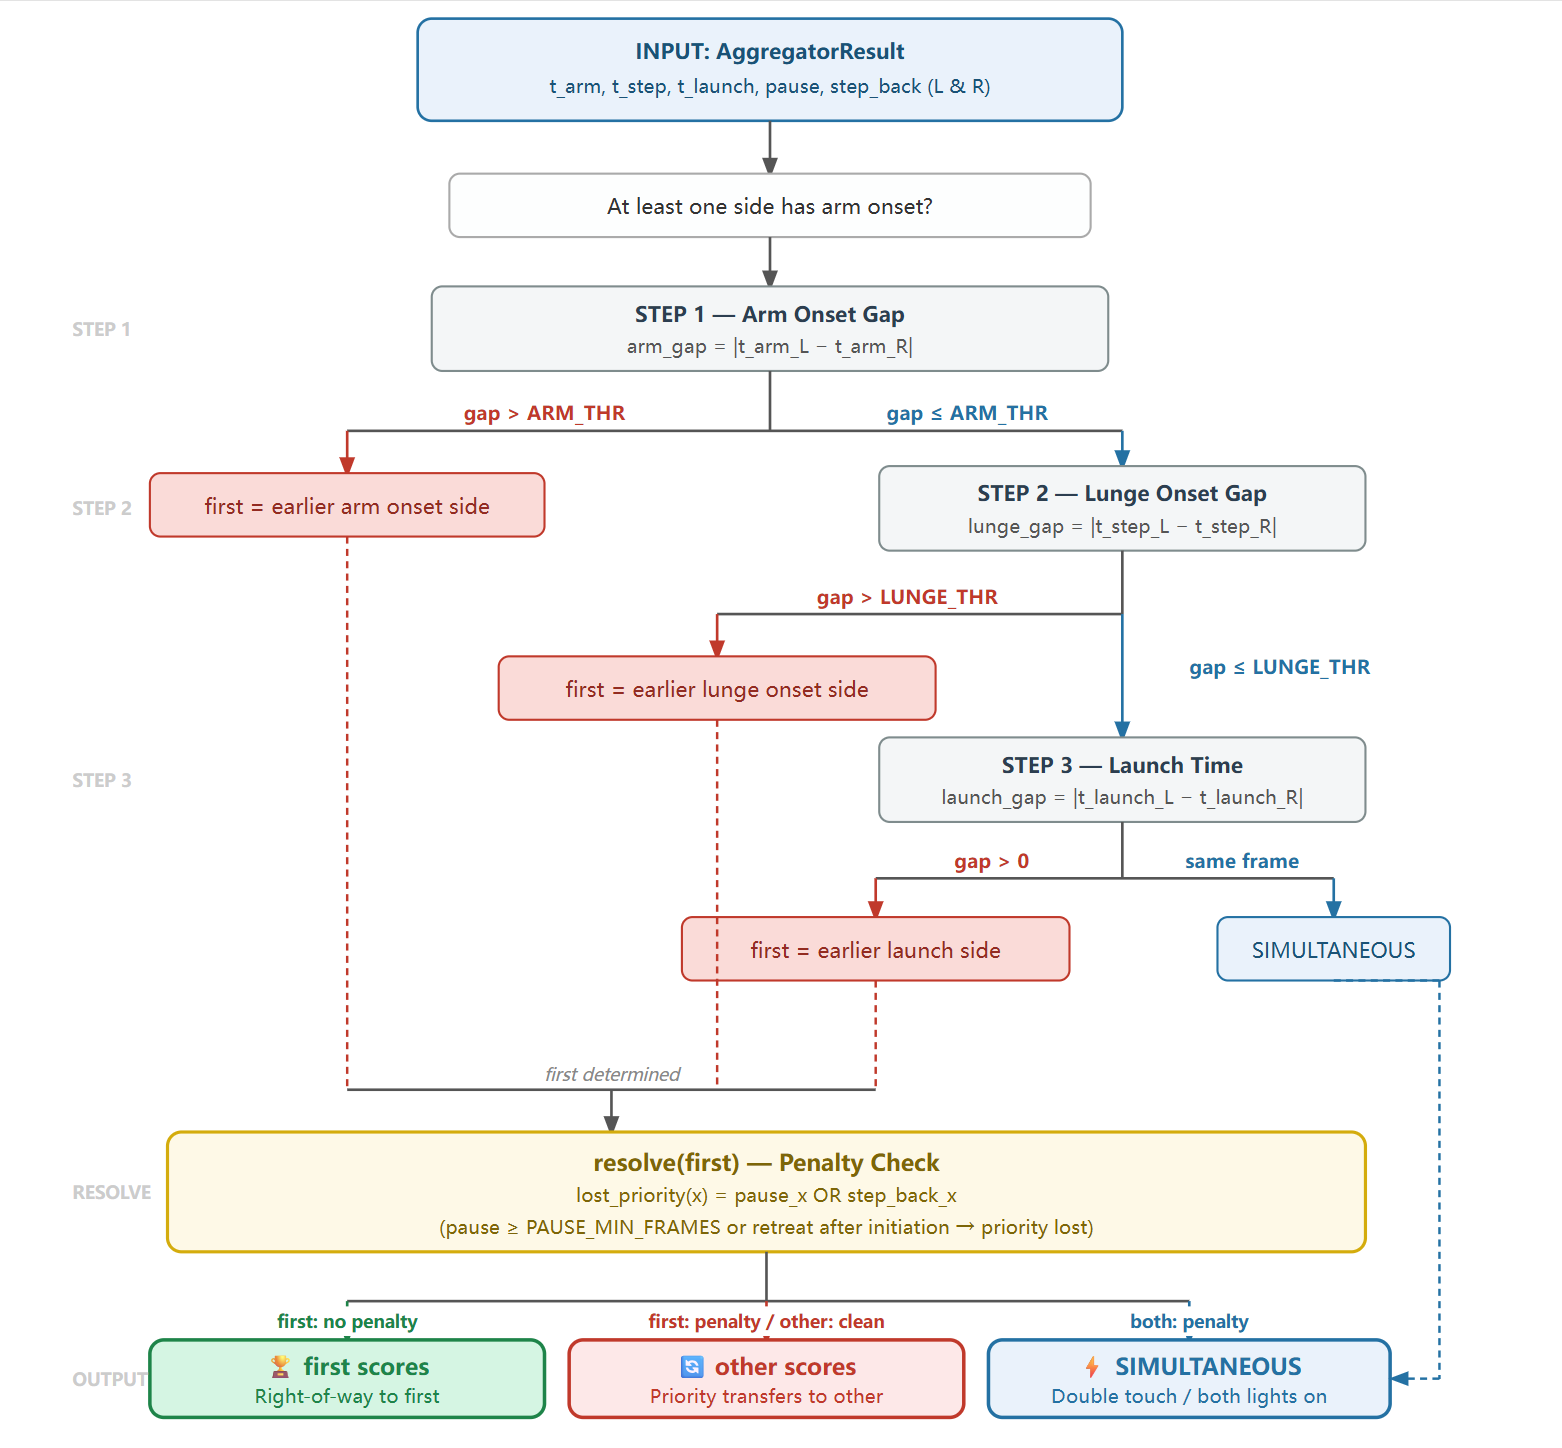 INPUT: AggregatorResult
t_arm, t_step, t_launch, pause, step_back (L & R)
At least one side has arm onset?
STEP 1
STEP 1 — Arm Onset Gap
arm_gap = |t_arm_L − t_arm_R|
gap > ARM_THR
gap ≤ ARM_THR
STEP 2
first = earlier arm onset side
STEP 2 — Lunge Onset Gap
lunge_gap = |t_step_L − t_step_R|
gap > LUNGE_THR
gap ≤ LUNGE_THR
first = earlier lunge onset side
STEP 3
STEP 3 — Launch Time
launch_gap = |t_launch_L − t_launch_R|
gap > 0
same frame
first = earlier launch side
SIMULTANEOUS
first determined
RESOLVE
resolve(first) — Penalty Check
lost_priority(x) = pause_x OR step_back_x
(pause ≥ PAUSE_MIN_FRAMES or retreat after initiation → priority lost)
first: no penalty
first: penalty / other: clean
both: penalty
OUTPUT
🏆 first scores
Right-of-way to first
🔄 other scores
Priority transfers to other
⚡ SIMULTANEOUS
Double touch / both lights on